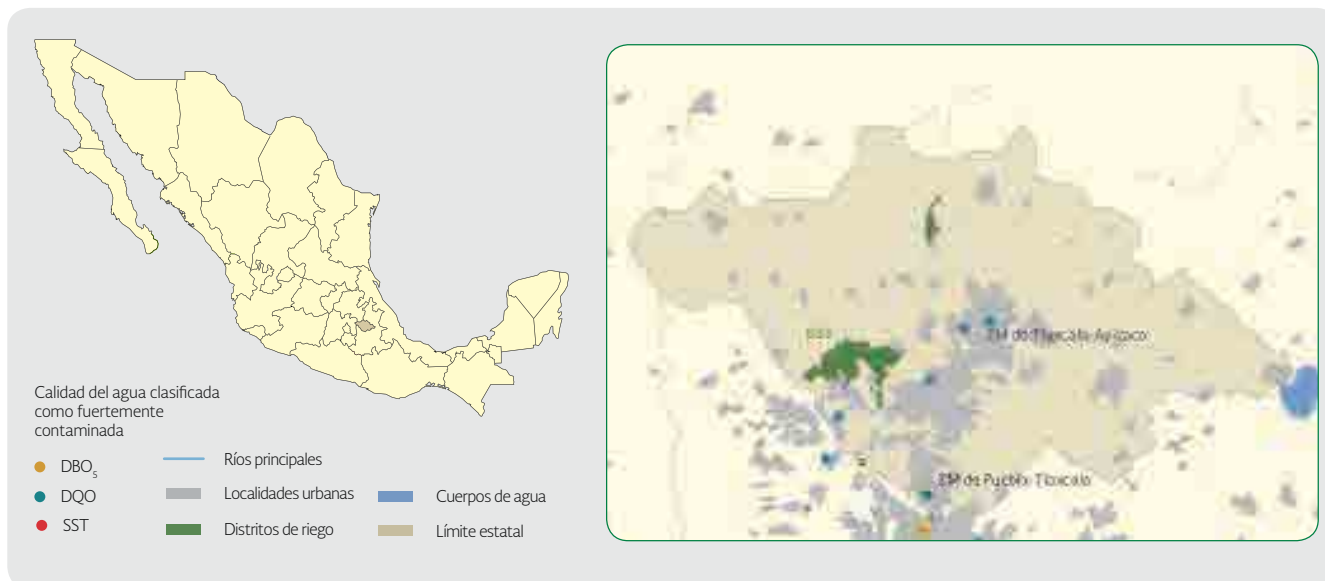 Calidad del agua clasificada
como fuertemente
contaminada
DBO5
DQO
SST
Ríos principales
Localidades urbanas
Distritos de riego
Cuerpos de agua
Límite estatal
ZM de Tlaxcala-Apizaco
ZM de Puebla-Tlaxcala